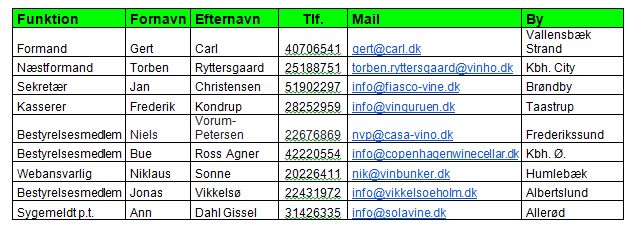 Funktion Fornavn Efternavn Tlf. Mail By
Formand Gert Carl 40706541 gert@carl.dk Vallensbæk Strand
Næstformand Torben Ryttersgaard 25188751 torben.ryttersgaard@vinho.dk Kbh. City
Sekretær Jan Christensen 51902297 info@fiasco-vine.dk Brøndby
Kasserer Frederik Kondrup 28252959 info@vinguruen.dk Taastrup
Bestyrelsesmedlem Niels Vorum-Petersen 22676869 nvp@casa-vino.dk Frederikssund
Bestyrelsesmedlem Bue Ross Agner 42220554 info@copenhagenwinecellar.dk Kbh. Ø.
Webansvarlig Niklaus Sonne 20226411 nik@vinbunker.dk Humlebæk
Bestyrelsesmedlem Jonas Vikkelsø 22431972 info@vikkelsoeholm.dk Albertslund
Sygemeldt p.t. Ann Dahl Gissel 31426335 info@solavine.dk Allerød